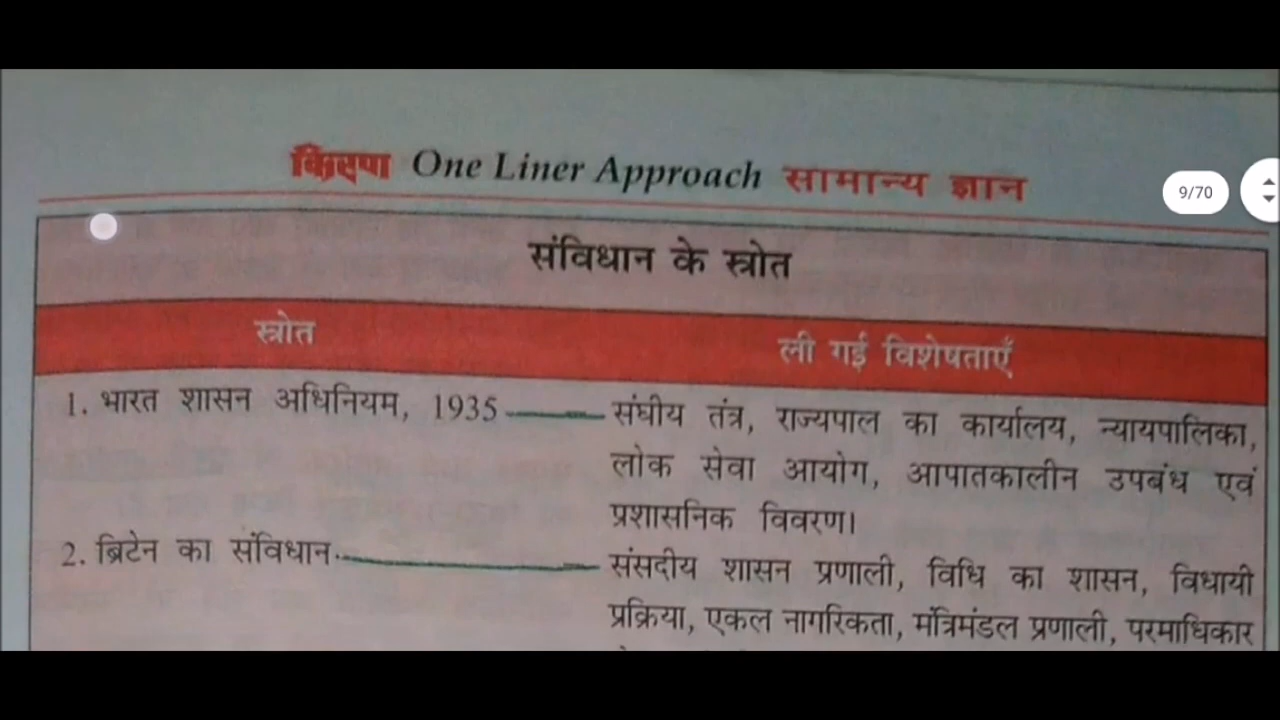 किरण One Liner Approach सामान्य ज्ञान
9/70
संविधान के स्त्रोत
स्त्रोत ली गई विशेषताएँ
1. भारत शासन अधिनियम, 1935 संघीय तंत्र, राज्यपाल का कार्यालय, न्यायपालिका,
लोक सेवा आयोग, आपातकालीन उपबंध एवं
प्रशासनिक विवरण।
2. ब्रिटेन का संविधान संसदीय शासन प्रणाली, विधि का शासन, विधायी
प्रक्रिया, एकल नागरिकता, मंत्रिमंडल प्रणाली, परमाधिकार